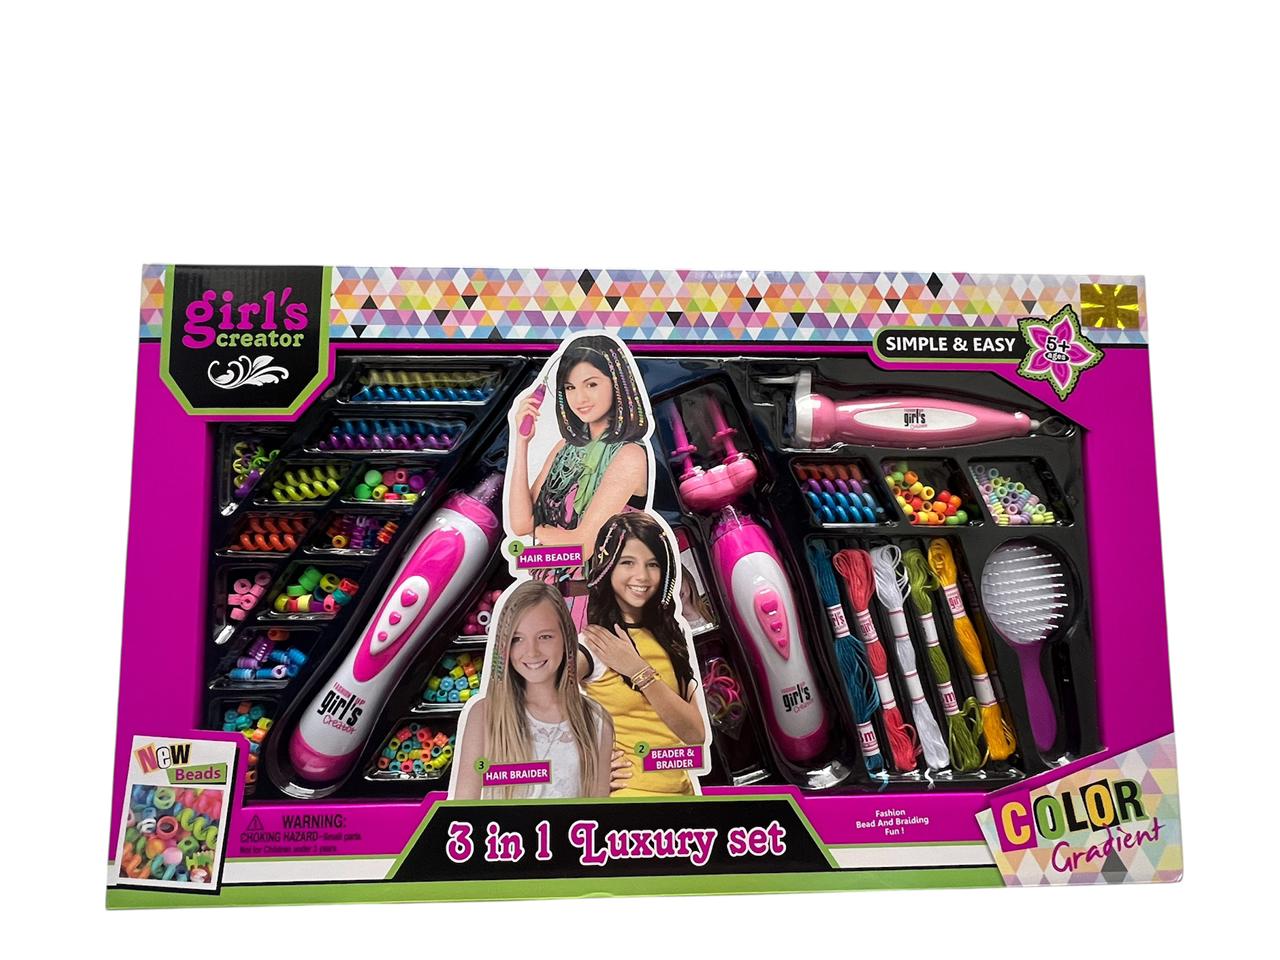 girl's
creator
SIMPLE & EASY
5+
ages
girl's
1 HAIR BEADER
2 BEADER &
BRAIDER
3 HAIR BRAIDER
FASHION UP
girl's
Creator
girl's
Creator
New
Beads
WARNING:
CHOKING HAZARD-Small parts
Not for Children under 3 years
3 in 1 Luxury set
Fashion
Bead And Braiding
Fun !
COLOR
Gradient